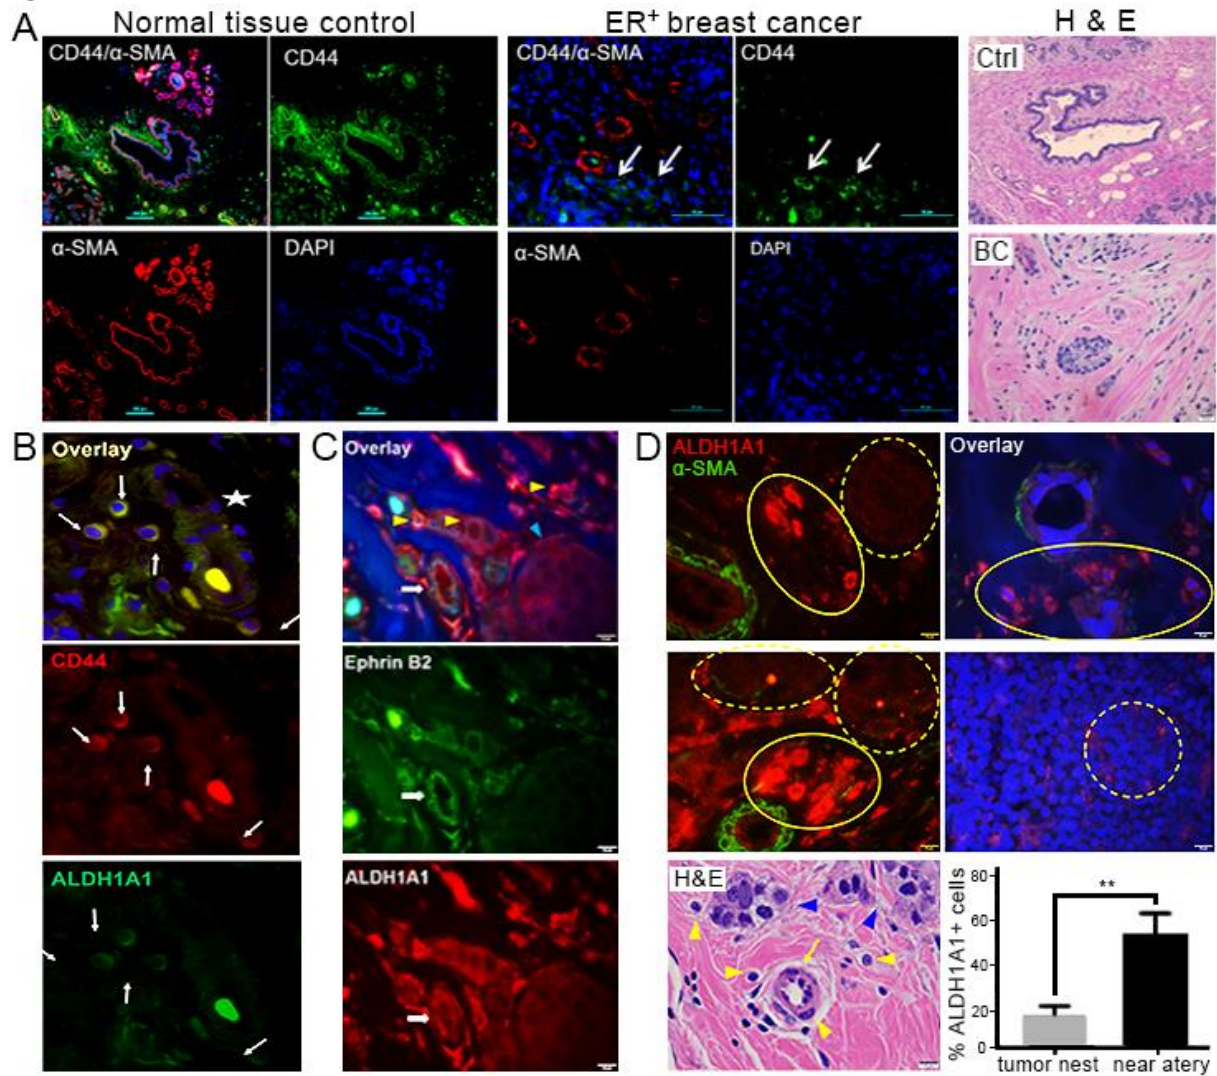 A
Normal tissue control
ER+ breast cancer
H & E
CD44/α-SMA
CD44
CD44/α-SMA
CD44
Ctrl
α-SMA
DAPI
α-SMA
DAPI
BC
B
Overlay
CD44
ALDH1A1
C
Overlay
Ephrin B2
ALDH1A1
D
ALDH1A1
α-SMA
Overlay
H&E
% ALDH1A1+ cells
80
60
40
20
0
**
tumor nest
near atery